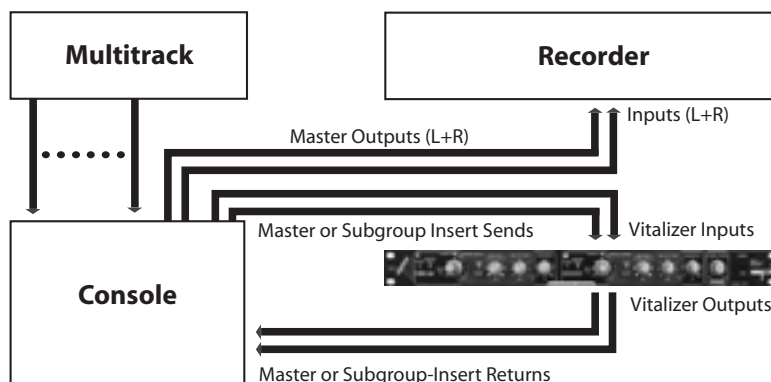 Multitrack
Recorder
Inputs (L+R)
Master Outputs (L+R)
Master or Subgroup Insert Sends
Vitalizer Inputs
Console
Vitalizer Outputs
Master or Subgroup-Insert Returns